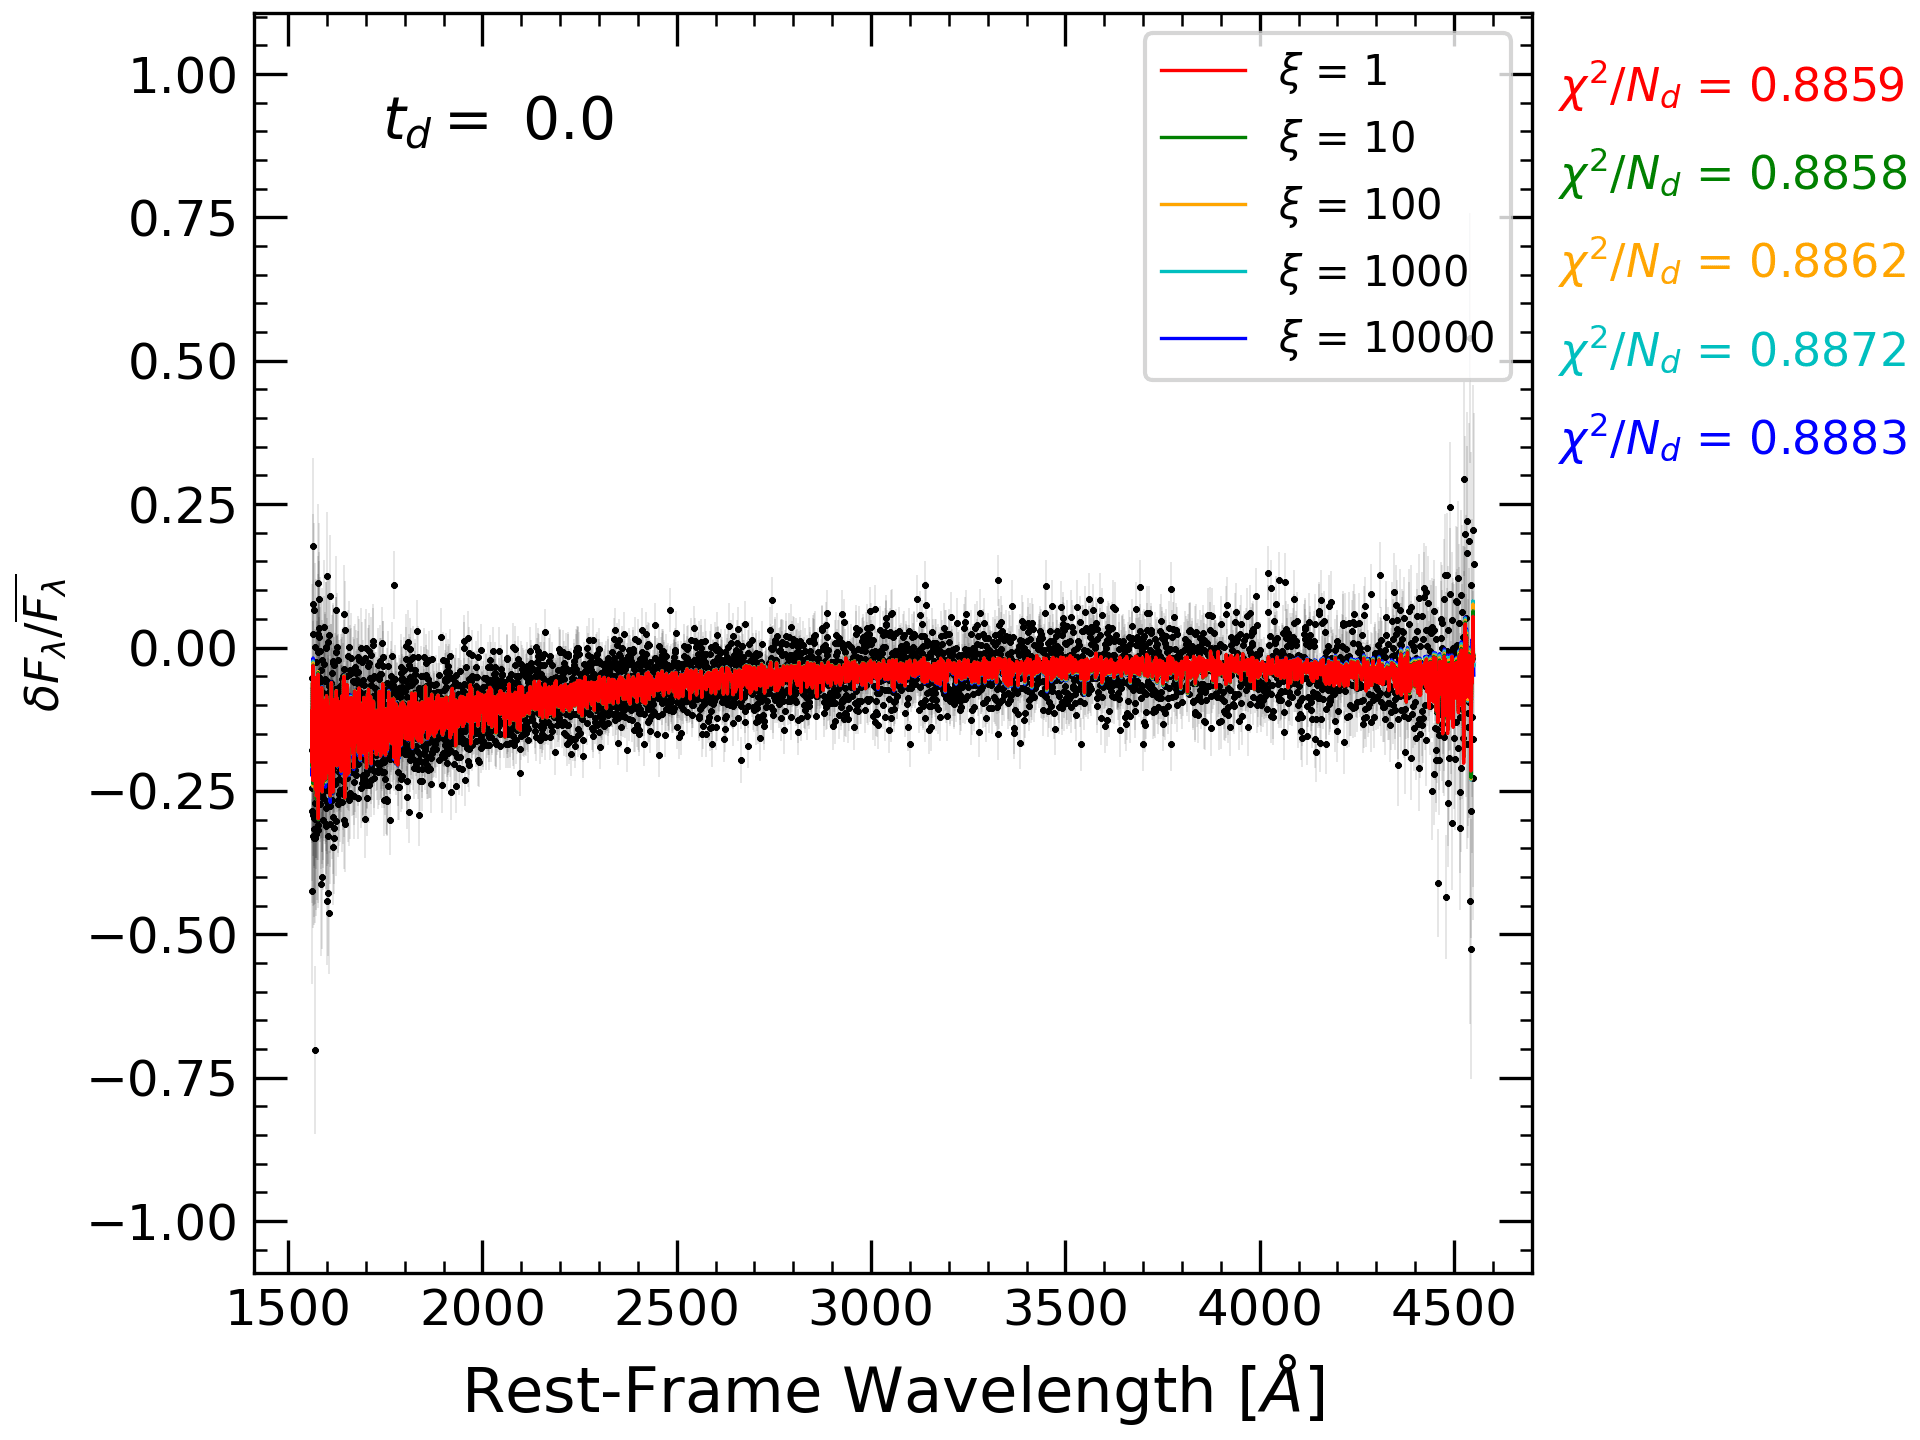 t_d = 0.0
ξ = 1
ξ = 10
ξ = 100
ξ = 1000
ξ = 10000
χ²/N_d = 0.8859
χ²/N_d = 0.8858
χ²/N_d = 0.8862
χ²/N_d = 0.8872
χ²/N_d = 0.8883
1.00
0.75
0.50
0.25
0.00
−0.25
−0.50
−0.75
−1.00
δF_λ/F̅_λ
1500 2000 2500 3000 3500 4000 4500
Rest-Frame Wavelength [Å]